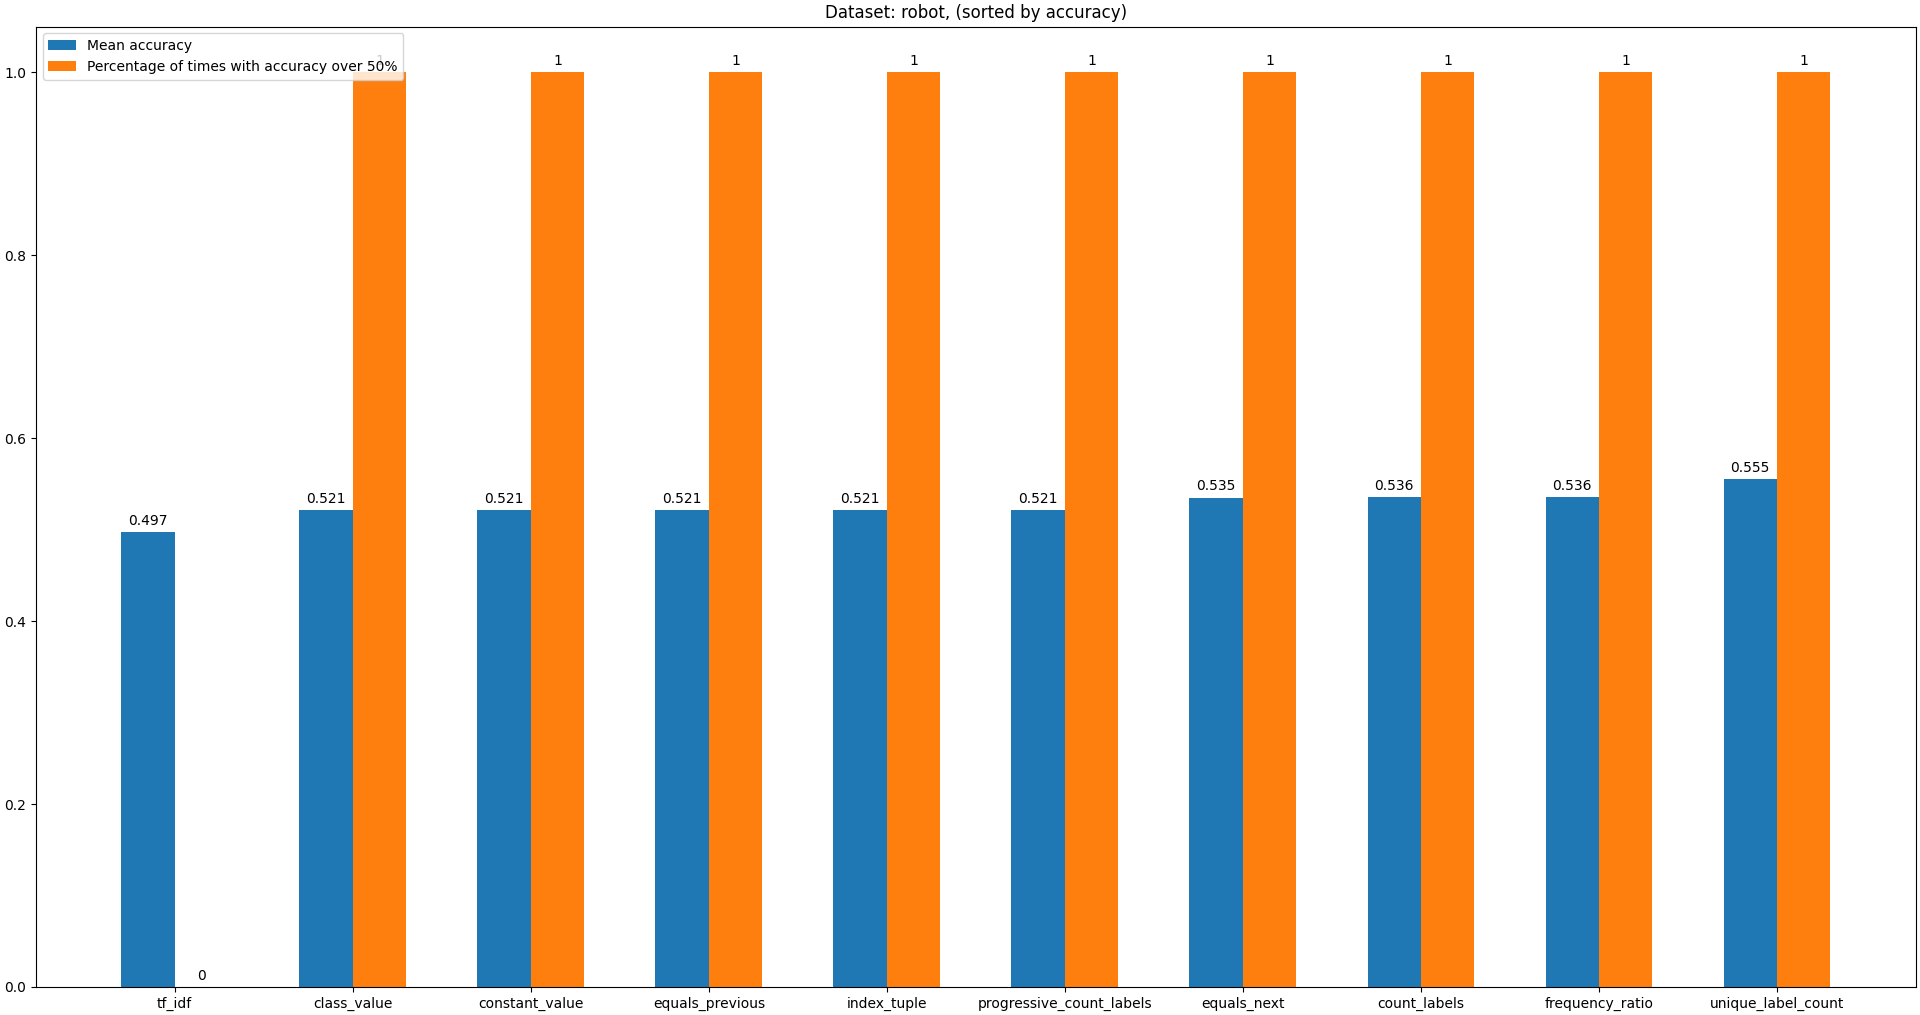 Dataset: robot, (sorted by accuracy)
Mean accuracy
Percentage of times with accuracy over 50%
1 1 1 1 1 1 1 1 1
1.0
0.8
0.6
0.4
0.2
0.0
0.497 0.521 0.521 0.521 0.521 0.521 0.535 0.536 0.536 0.555
0
tf_idf class_value constant_value equals_previous index_tuple progressive_count_labels equals_next count_labels frequency_ratio unique_label_count